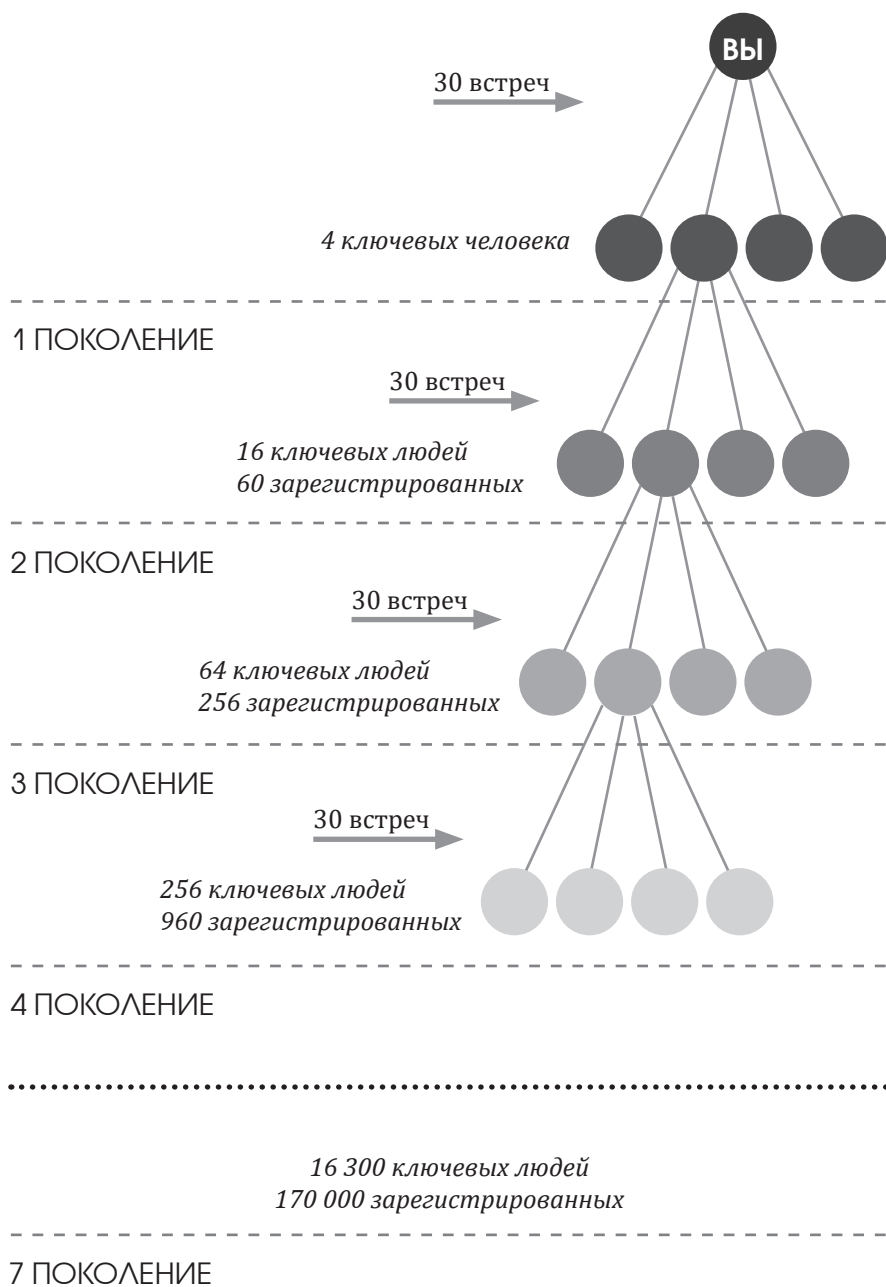 ВЫ
30 встреч
4 ключевых человека
1 ПОКОЛЕНИЕ
30 встреч
16 ключевых людей
60 зарегистрированных
2 ПОКОЛЕНИЕ
30 встреч
64 ключевых людей
256 зарегистрированных
3 ПОКОЛЕНИЕ
30 встреч
256 ключевых людей
960 зарегистрированных
4 ПОКОЛЕНИЕ
16 300 ключевых людей
170 000 зарегистрированных
7 ПОКОЛЕНИЕ